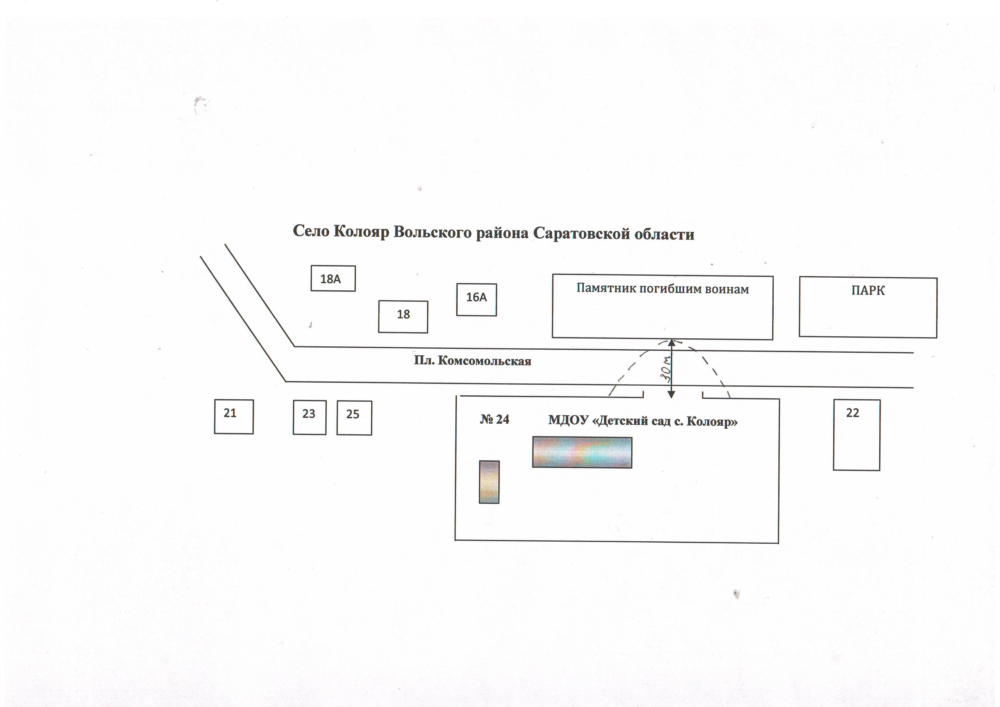 Село Колояр Вольского района Саратовской области
18А
18
16А
Памятник погибшим воинам
ПАРК
Пл. Комсомольская
30м
21
23
25
№ 24
МДОУ «Детский сад с. Колояр»
22